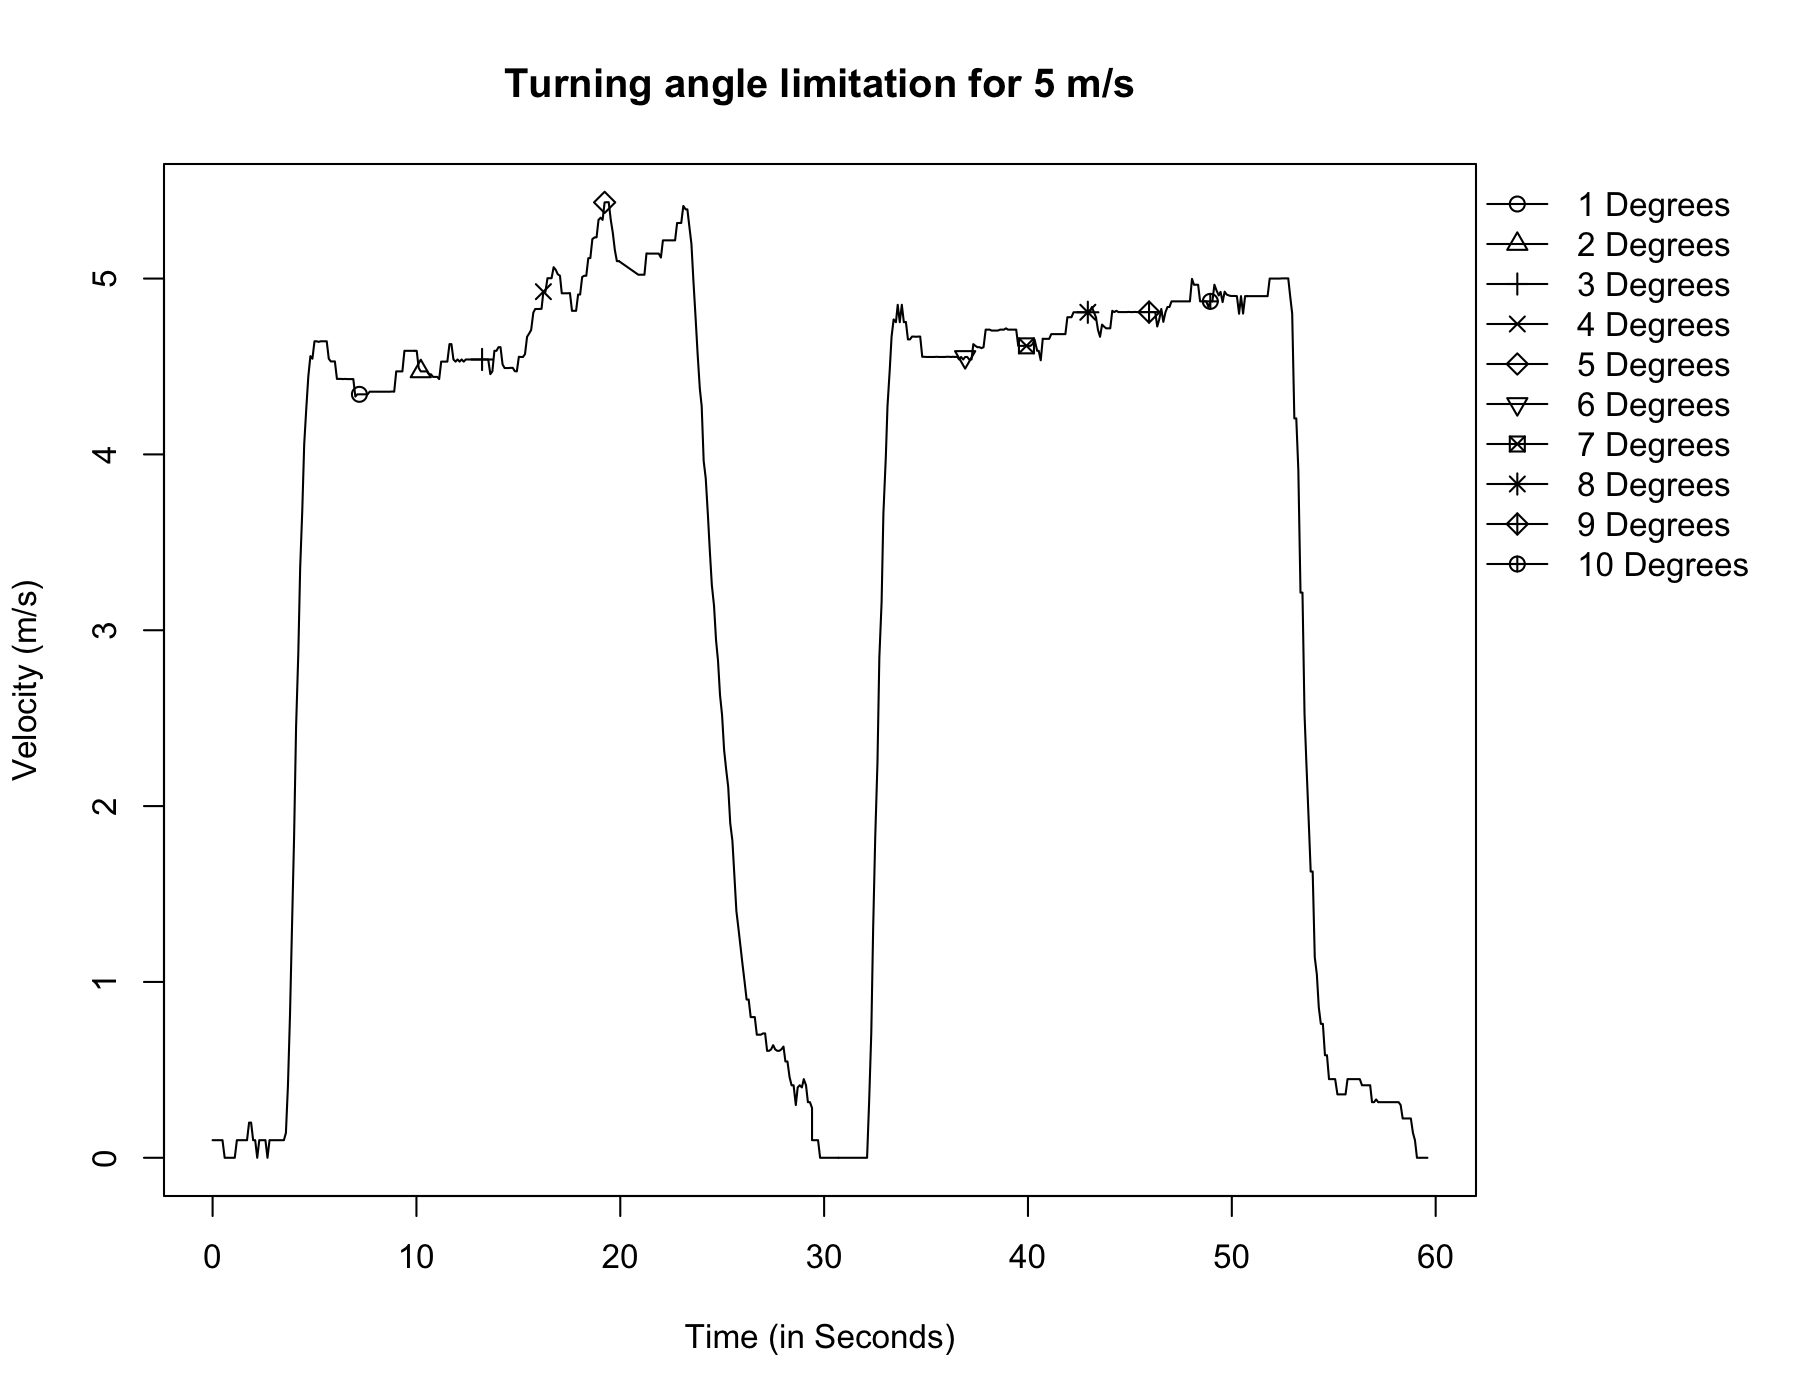 Turning angle limitation for 5 m/s
Velocity (m/s)
5
4
3
2
1
0
0 10 20 30 40 50 60
Time (in Seconds)
1 Degrees
2 Degrees
3 Degrees
4 Degrees
5 Degrees
6 Degrees
7 Degrees
8 Degrees
9 Degrees
10 Degrees